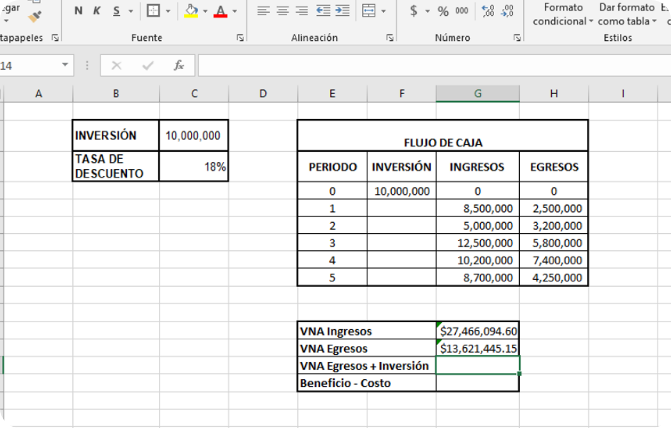 Formato Dar formato
N K S A $ % 000 condicional como tabla
Fuente Alineación Número Estilos
14 fx
A B C D E F G H I
INVERSIÓN 10,000,000
TASA DE
DESCUENTO 18%
FLUJO DE CAJA
PERIODO INVERSIÓN INGRESOS EGRESOS
0 10,000,000 0 0
1 8,500,000 2,500,000
2 5,000,000 3,200,000
3 12,500,000 5,800,000
4 10,200,000 7,400,000
5 8,700,000 4,250,000
VNA Ingresos $27,466,094.60
VNA Egresos $13,621,445.15
VNA Egresos + Inversión
Beneficio - Costo